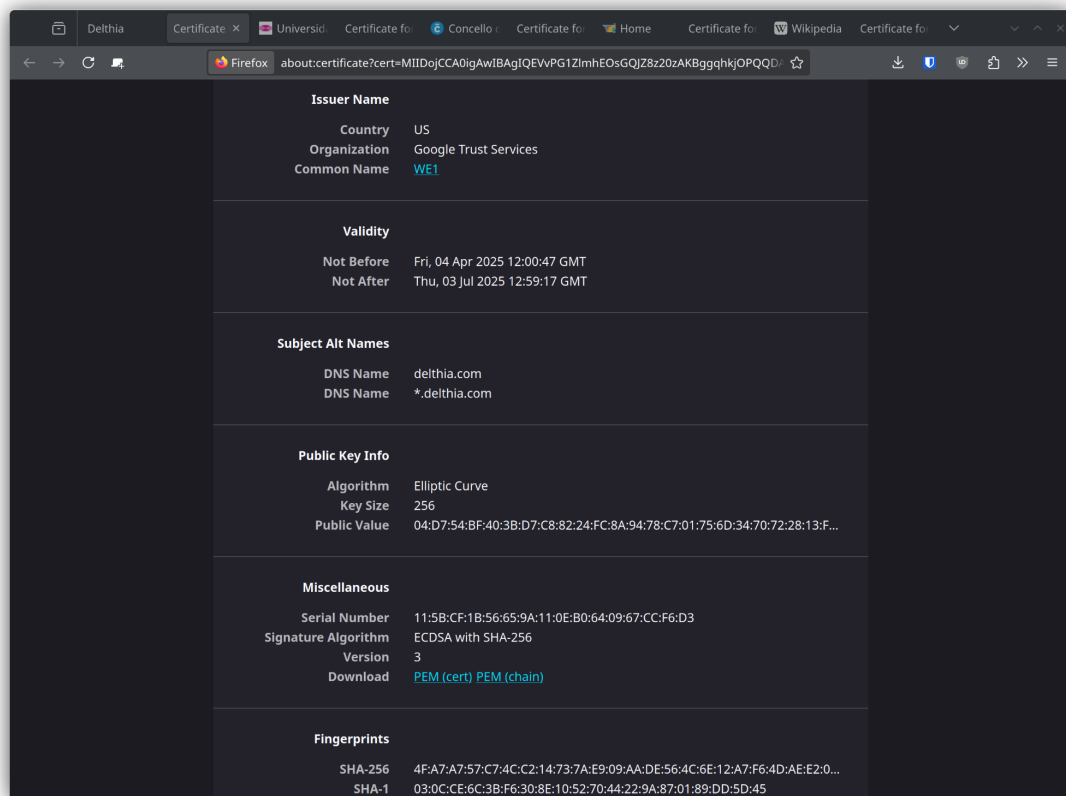 Delthia
Certificate
Universid
Certificate fo
Concello
Certificate fo
Home
Certificate fo
Wikipedia
Certificate fo
Firefox
about:certificate?cert=MIIDojCCA0igAwIBAgIQEVvPG1ZlmhEOsGQJZ8z20zAKBggqhkjOPQQDA
Issuer Name
Country US
Organization Google Trust Services
Common Name WE1
Validity
Not Before Fri, 04 Apr 2025 12:00:47 GMT
Not After Thu, 03 Jul 2025 12:59:17 GMT
Subject Alt Names
DNS Name delthia.com
DNS Name *.delthia.com
Public Key Info
Algorithm Elliptic Curve
Key Size 256
Public Value 04:D7:54:BF:40:3B:D7:C8:82:24:FC:8A:94:78:C7:01:75:6D:34:70:72:28:13:F...
Miscellaneous
Serial Number 11:5B:CF:1B:56:65:9A:11:0E:B0:64:09:67:CC:F6:D3
Signature Algorithm ECDSA with SHA-256
Version 3
Download PEM (cert) PEM (chain)
Fingerprints
SHA-256 4F:A7:A7:57:C7:4C:C2:14:73:7A:E9:09:AA:DE:56:4C:6E:12:A7:F6:4D:AE:E2:0...
SHA-1 03:0C:CE:6C:3B:F6:30:8E:10:52:70:44:22:9A:87:01:89:DD:5D:45